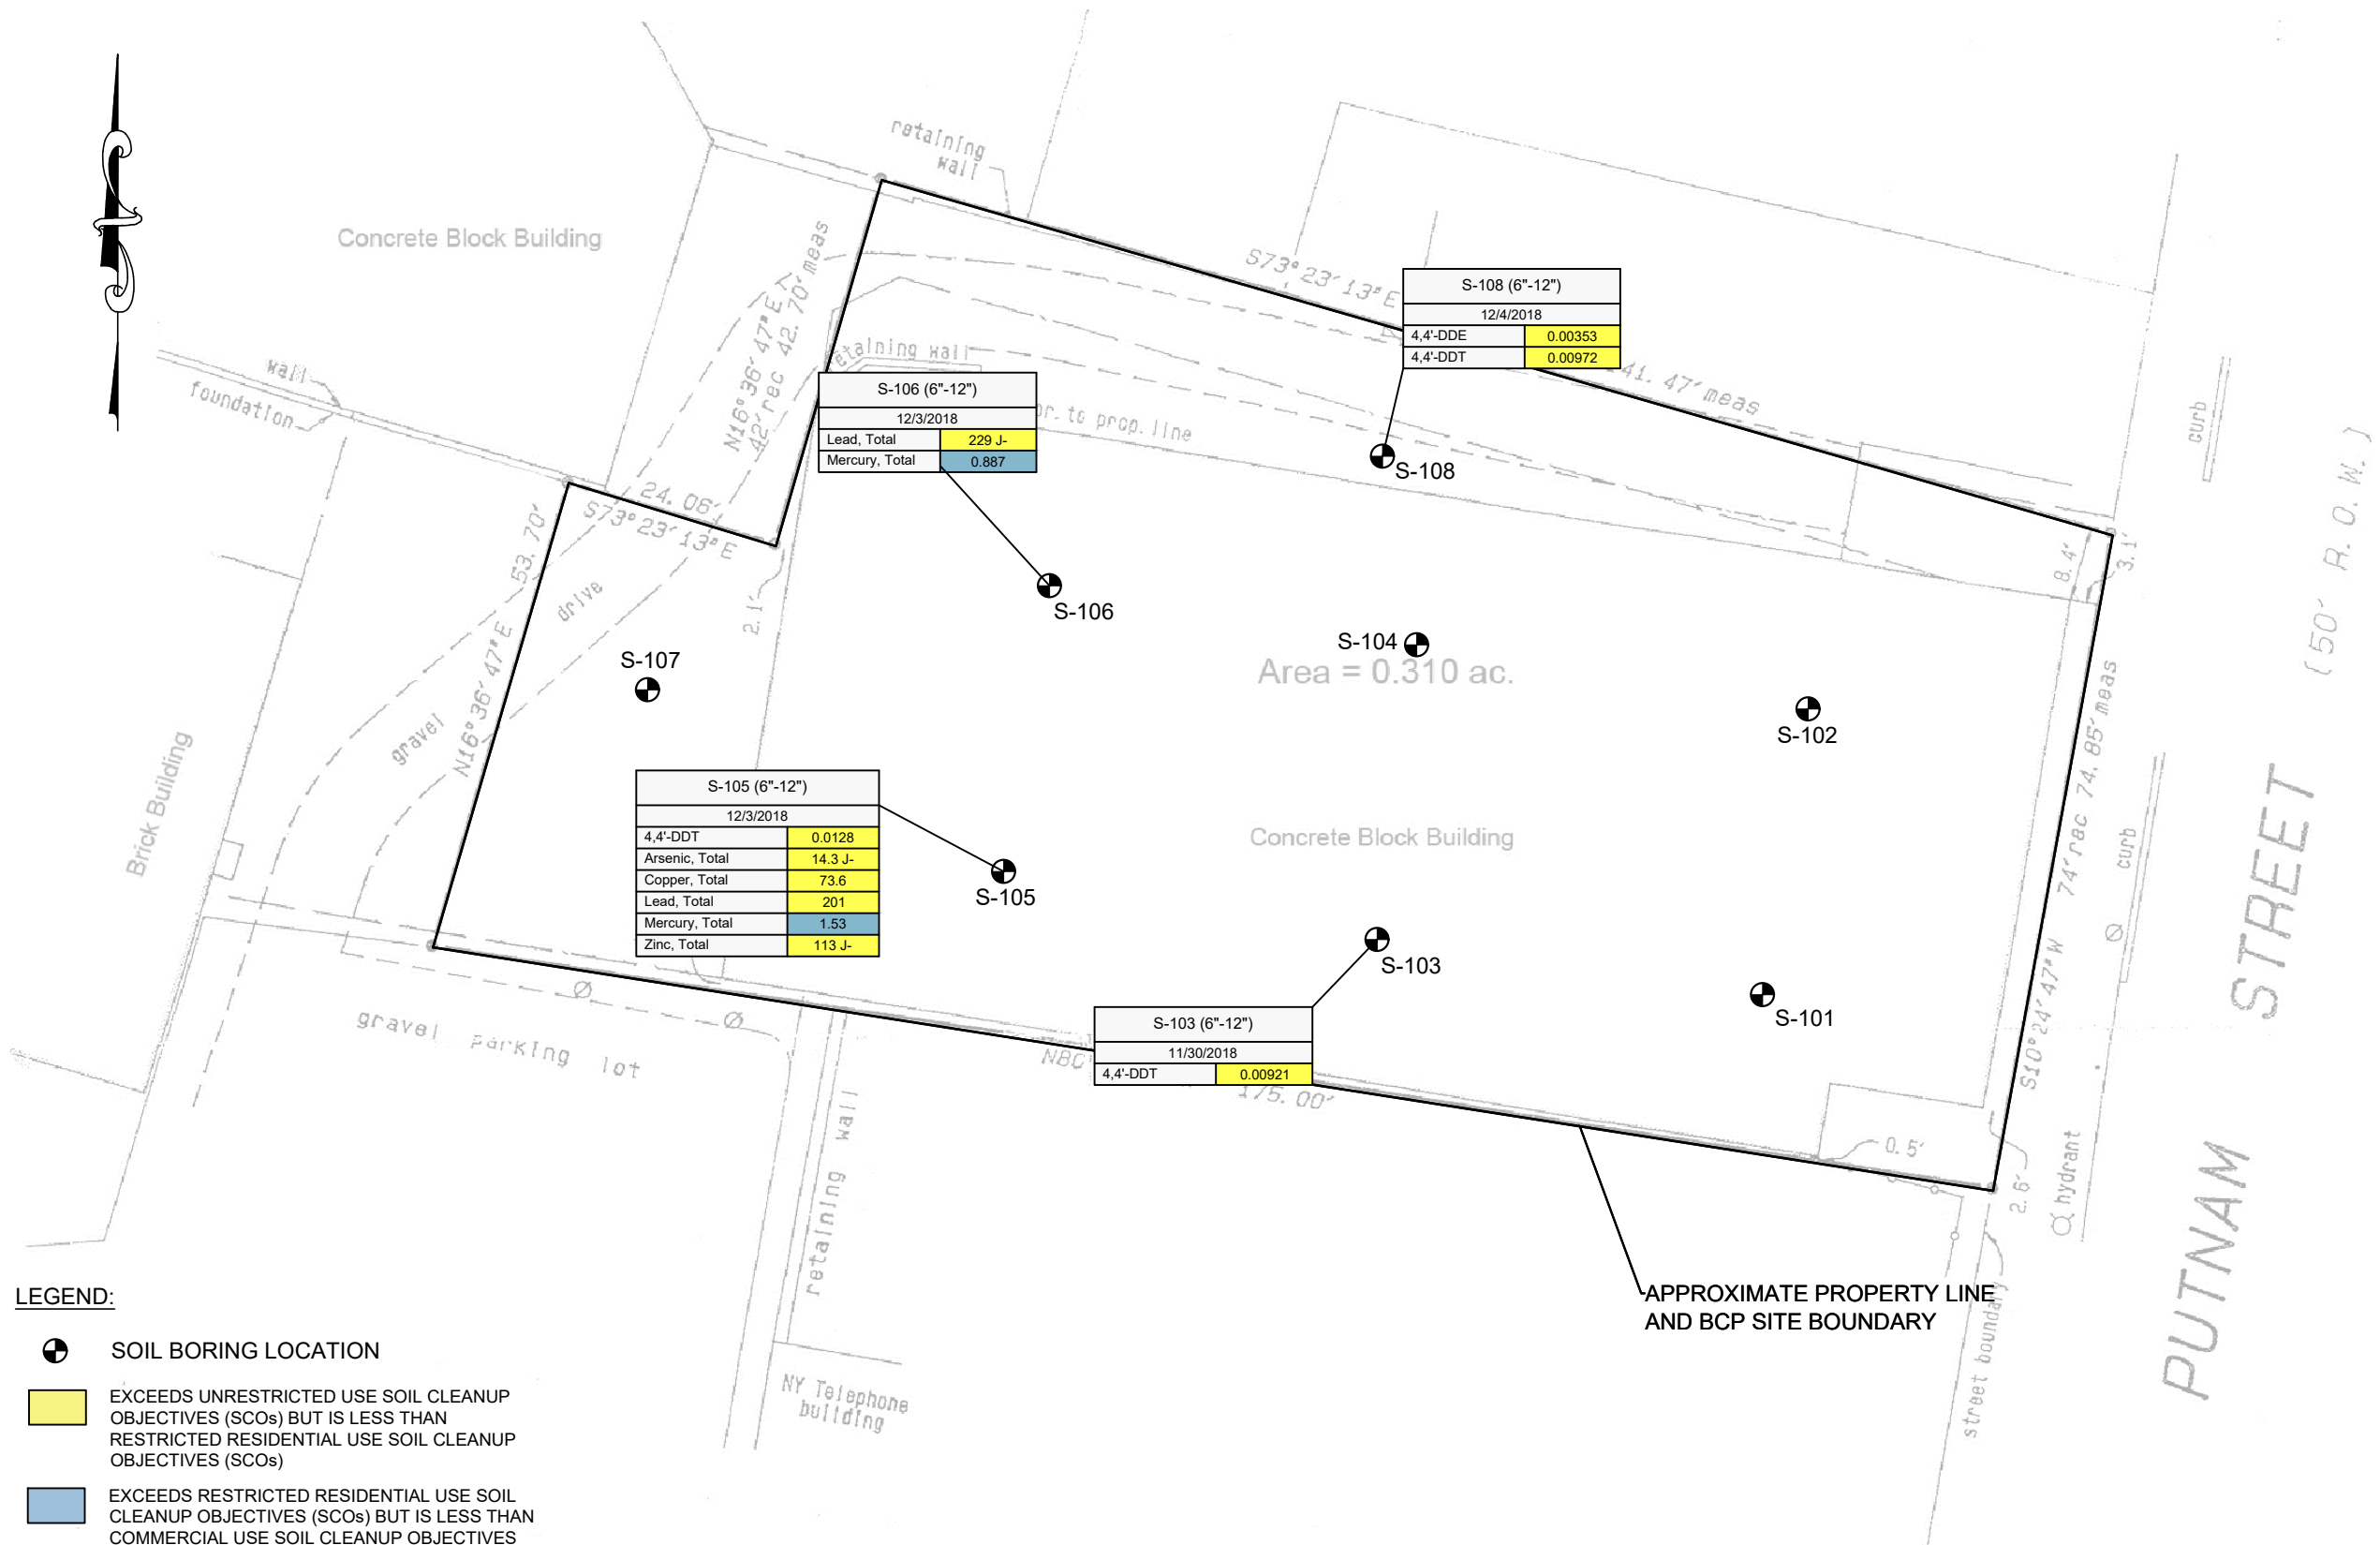 retaining
wall
Concrete Block Building
S73°23'13"E
41.47' meas
N16°36'47"E
42' rec 42.70' meas
S-108 (6"-12")
12/4/2018
4,4'-DDE 0.00353
4,4'-DDT 0.00972
wall
foundation
etaining wall
or. to prop. line
S-106 (6"-12")
12/3/2018
Lead, Total 229 J-
Mercury, Total 0.887
curb
(50' R.O.W.)
S-108
24.06'
S73°23'13"E
53.70'
N16°36'47"E
drive
gravel
2.1'
8.4'
3.1'
S-106
S-104
Area = 0.310 ac.
S-107
S-102
74' rec 74.85' meas
S10°24'47"W
Brick Building
S-105 (6"-12")
12/3/2018
4,4'-DDT 0.0128
Arsenic, Total 14.3 J-
Copper, Total 73.6
Lead, Total 201
Mercury, Total 1.53
Zinc, Total 113 J-
Concrete Block Building
curb
S-105
S-103
S-101
gravel parking lot
S-103 (6"-12")
11/30/2018
4,4'-DDT 0.00921
175.00'
0.5'
2.6'
hydrant
PUTNAM STREET
retaining wall
APPROXIMATE PROPERTY LINE
AND BCP SITE BOUNDARY
street boundary
NY Telephone
building
LEGEND:
SOIL BORING LOCATION
EXCEEDS UNRESTRICTED USE SOIL CLEANUP
OBJECTIVES (SCOs) BUT IS LESS THAN
RESTRICTED RESIDENTIAL USE SOIL CLEANUP
OBJECTIVES (SCOs)
EXCEEDS RESTRICTED RESIDENTIAL USE SOIL
CLEANUP OBJECTIVES (SCOs) BUT IS LESS THAN
COMMERCIAL USE SOIL CLEANUP OBJECTIVES